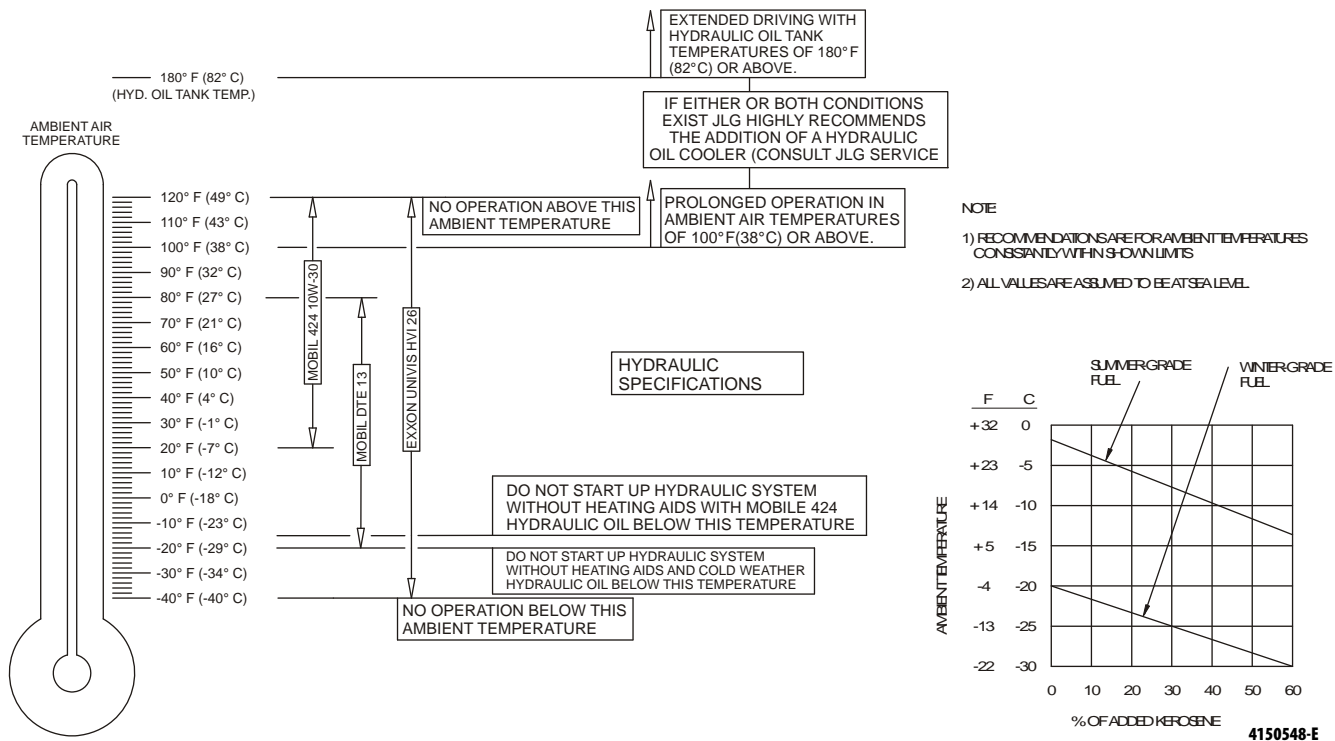 EXTENDED DRIVING WITH
HYDRAULIC OIL TANK
TEMPERATURES OF 180°F
(82°C) OR ABOVE.
180° F (82° C)
(HYD. OIL TANK TEMP.)
IF EITHER OR BOTH CONDITIONS
EXIST JLG HIGHLY RECOMMENDS
THE ADDITION OF A HYDRAULIC
OIL COOLER (CONSULT JLG SERVICE
AMBIENT AIR
TEMPERATURE
120° F (49° C)
110° F (43° C)
100° F (38° C)
90° F (32° C)
80° F (27° C)
70° F (21° C)
60° F (16° C)
50° F (10° C)
40° F (4° C)
30° F (-1° C)
20° F (-7° C)
10° F (-12° C)
0° F (-18° C)
-10° F (-23° C)
-20° F (-29° C)
-30° F (-34° C)
-40° F (-40° C)
MOBIL 424 10W-30
MOBIL DTE 13
EXXON UNIVIS HVI 26
NO OPERATION ABOVE THIS
AMBIENT TEMPERATURE
PROLONGED OPERATION IN
AMBIENT AIR TEMPERATURES
OF 100°F(38°C) OR ABOVE.
HYDRAULIC
SPECIFICATIONS
DO NOT START UP HYDRAULIC SYSTEM
WITHOUT HEATING AIDS WITH MOBILE 424
HYDRAULIC OIL BELOW THIS TEMPERATURE
DO NOT START UP HYDRAULIC SYSTEM
WITHOUT HEATING AIDS AND COLD WEATHER
HYDRAULIC OIL BELOW THIS TEMPERATURE
NO OPERATION BELOW THIS
AMBIENT TEMPERATURE
NOTE:
1) RECOMMENDATIONS ARE FOR AMBIENT TEMPERATURES
CONSISTANTLY WITHIN SHOWN LIMITS
2) ALL VALUES ARE ASSUMED TO BE AT SEA LEVEL.
SUMMER-GRADE
FUEL
WINTER-GRADE
FUEL
F C
+32 0
+23 -5
+14 -10
+5 -15
-4 -20
-13 -25
-22 -30
AMBIENT TEMPERATURE
0 10 20 30 40 50 60
% OF ADDED KEROSENE
4150548-E